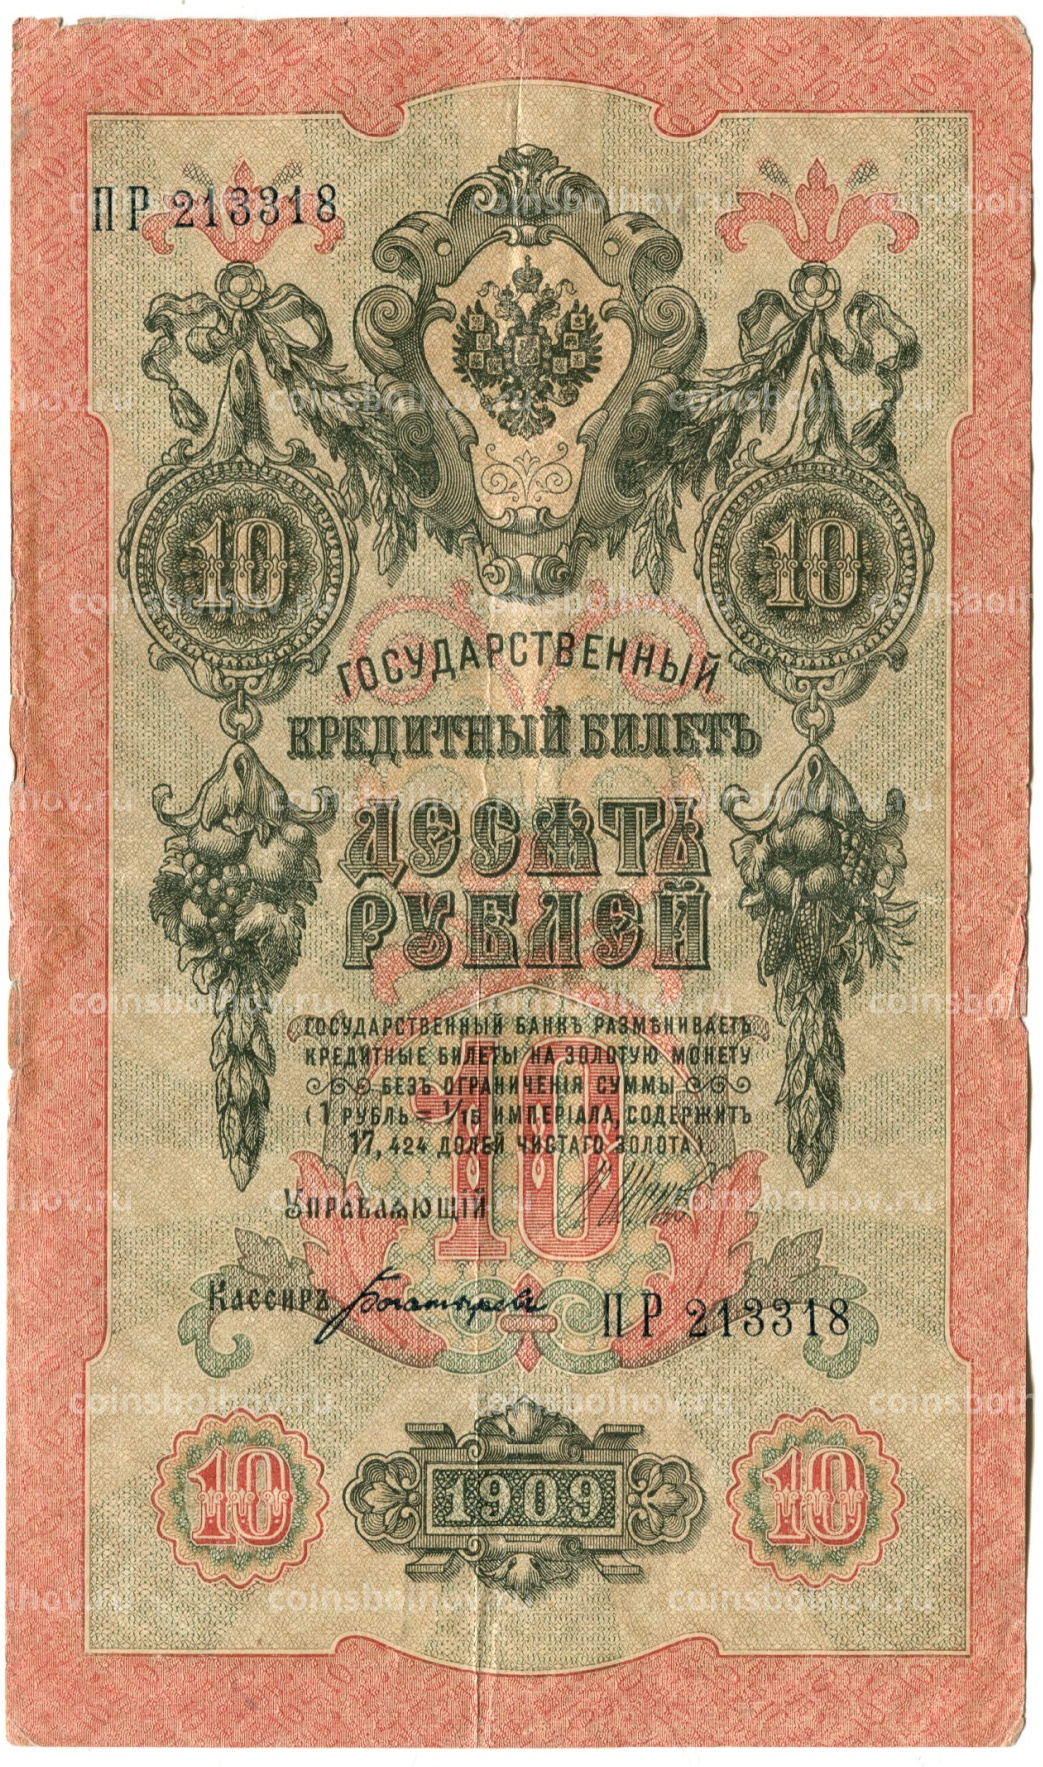 ПР 213318
10 10
ГОСУДАРСТВЕННЫЙ
КРЕДИТНЫЙ БИЛЕТЪ
ДЕСЯТЬ
РУБЛЕЙ
ГОСУДАРСТВЕННЫЙ БАНКЪ РАЗМѢНИВАЕТЪ
КРЕДИТНЫЕ БИЛЕТЫ НА ЗОЛОТУЮ МОНЕТУ
БЕЗЪ ОГРАНИЧЕНІЯ СУММЫ
(1 РУБЛЬ = 1/15 ИМПЕРІАЛА, СОДЕРЖИТЪ
17,424 ДОЛЕЙ ЧИСТАГО ЗОЛОТА)
10
УПРАВЛЯЮЩІЙ
КАССИРЪ
ПР 213318
10 1909 10
coinsbolhov.ru